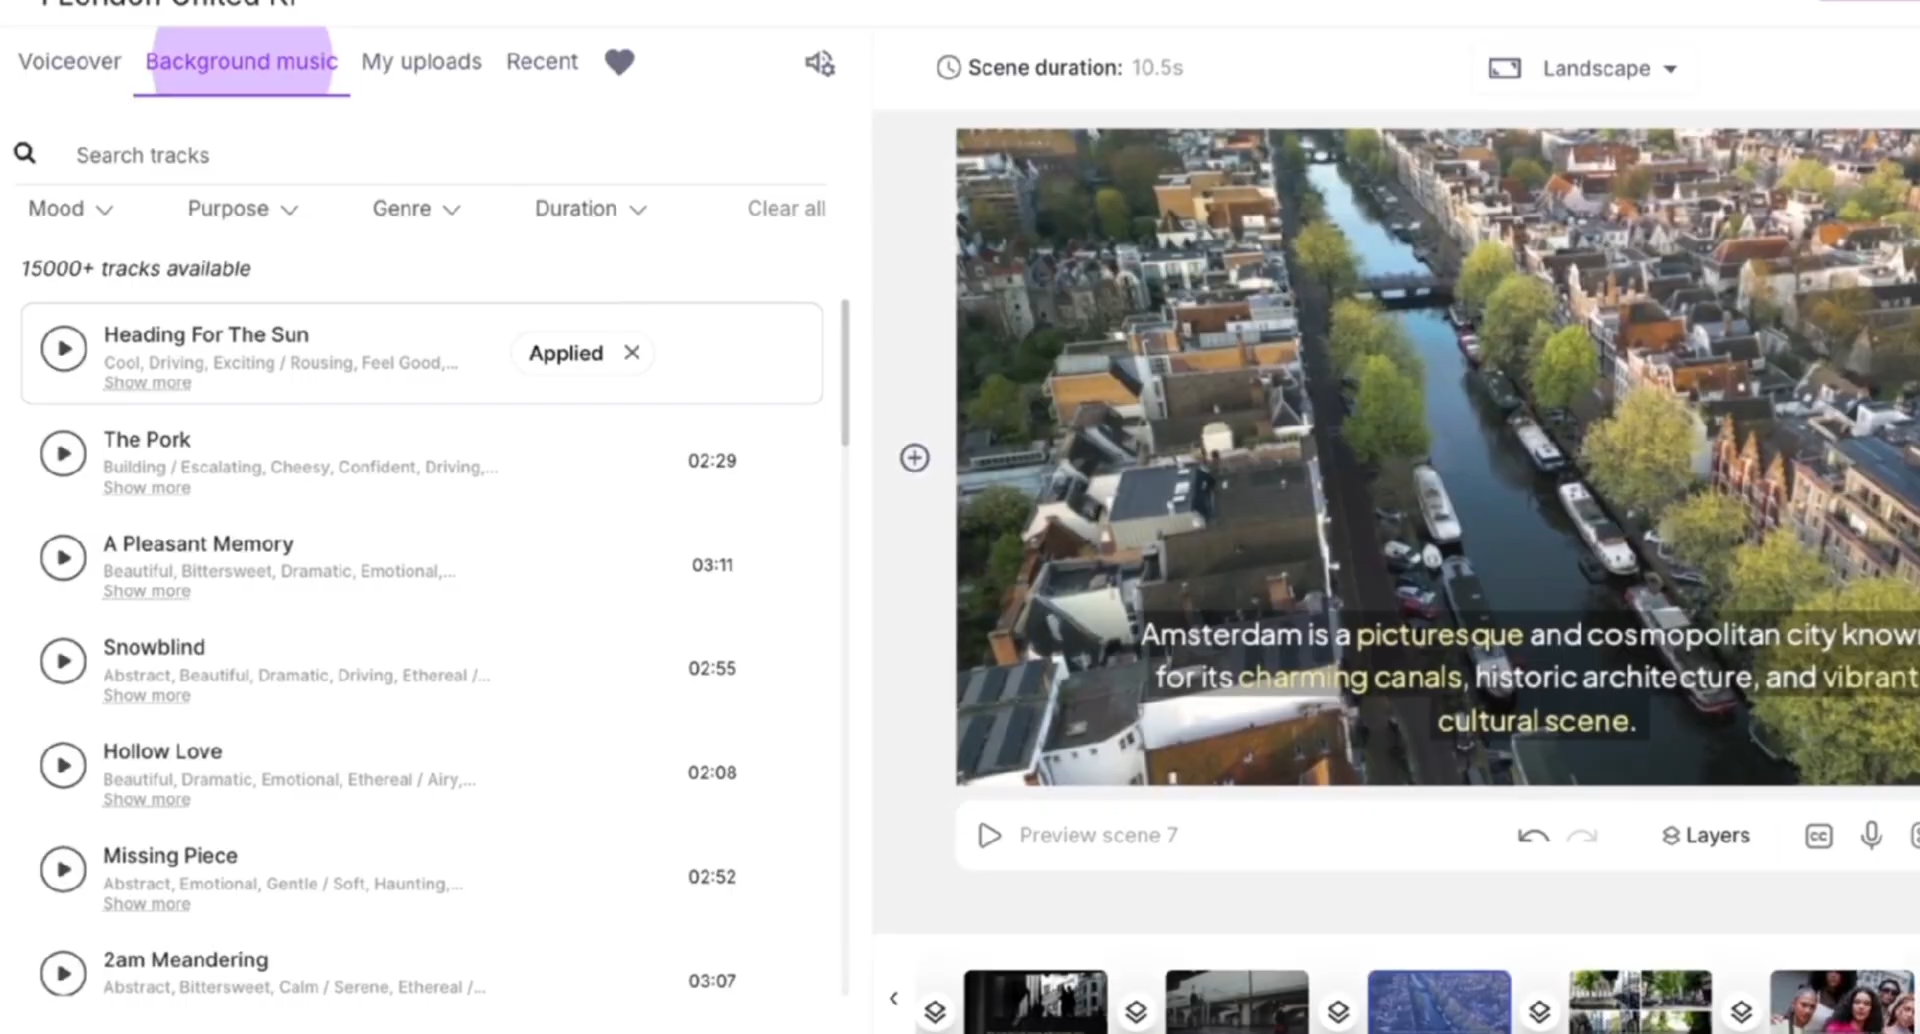 Voiceover Background music My uploads Recent
Search tracks
Mood Purpose Genre Duration Clear all
15000+ tracks available
Heading For The Sun
Cool, Driving, Exciting / Rousing, Feel Good,...
Show more
Applied
The Pork
Building / Escalating, Cheesy, Confident, Driving,...
Show more
02:29
A Pleasant Memory
Beautiful, Bittersweet, Dramatic, Emotional,...
Show more
03:11
Snowblind
Abstract, Beautiful, Dramatic, Driving, Ethereal /...
Show more
02:55
Hollow Love
Beautiful, Dramatic, Emotional, Ethereal / Airy,...
Show more
02:08
Missing Piece
Abstract, Emotional, Gentle / Soft, Haunting,...
Show more
02:52
2am Meandering
Abstract, Bittersweet, Calm / Serene, Ethereal /...
03:07
Scene duration: 10.5s
Landscape
Amsterdam is a picturesque and cosmopolitan city known
for its charming canals, historic architecture, and vibrant
cultural scene.
Preview scene 7
Layers
CC